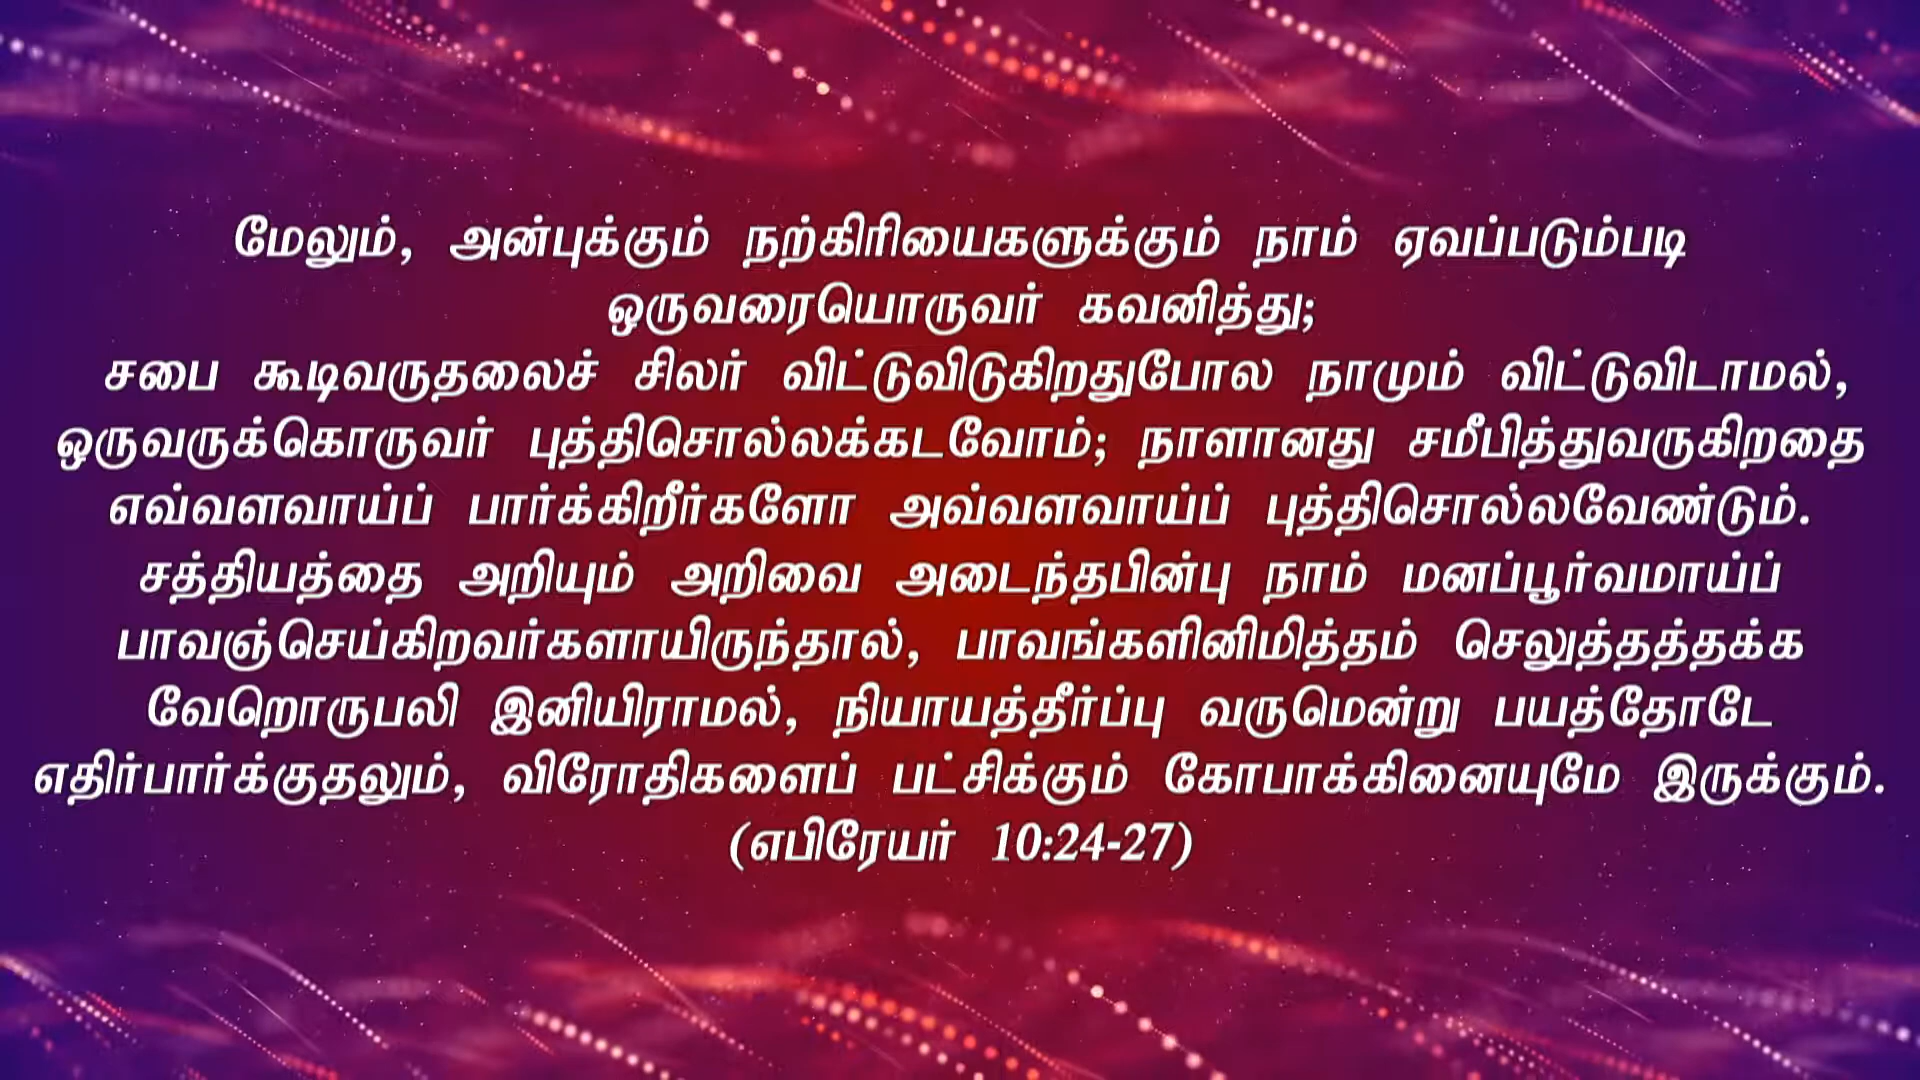 மேலும், அன்புக்கும் நற்கிரியைகளுக்கும் நாம் ஏவப்படும்படி
ஒருவரையொருவர் கவனித்து;
சபை கூடிவருதலைச் சிலர் விட்டுவிடுகிறதுபோல நாமும் விட்டுவிடாமல்,
ஒருவருக்கொருவர் புத்திசொல்லக்கடவோம்; நாளானது சமீபித்துவருகிறதை
எவ்வளவாய்ப் பார்க்கிறீர்களோ அவ்வளவாய்ப் புத்திசொல்லவேண்டும்.
சத்தியத்தை அறியும் அறிவை அடைந்தபின்பு நாம் மனப்பூர்வமாய்ப்
பாவஞ்செய்கிறவர்களாயிருந்தால், பாவங்களினிமித்தம் செலுத்தத்தக்க
வேறொருபலி இனியிராமல், நியாயத்தீர்ப்பு வருமென்று பயத்தோடே
எதிர்பார்க்குதலும், விரோதிகளைப் பட்சிக்கும் கோபாக்கினையுமே இருக்கும்.
(எபிரேயர் 10:24-27)